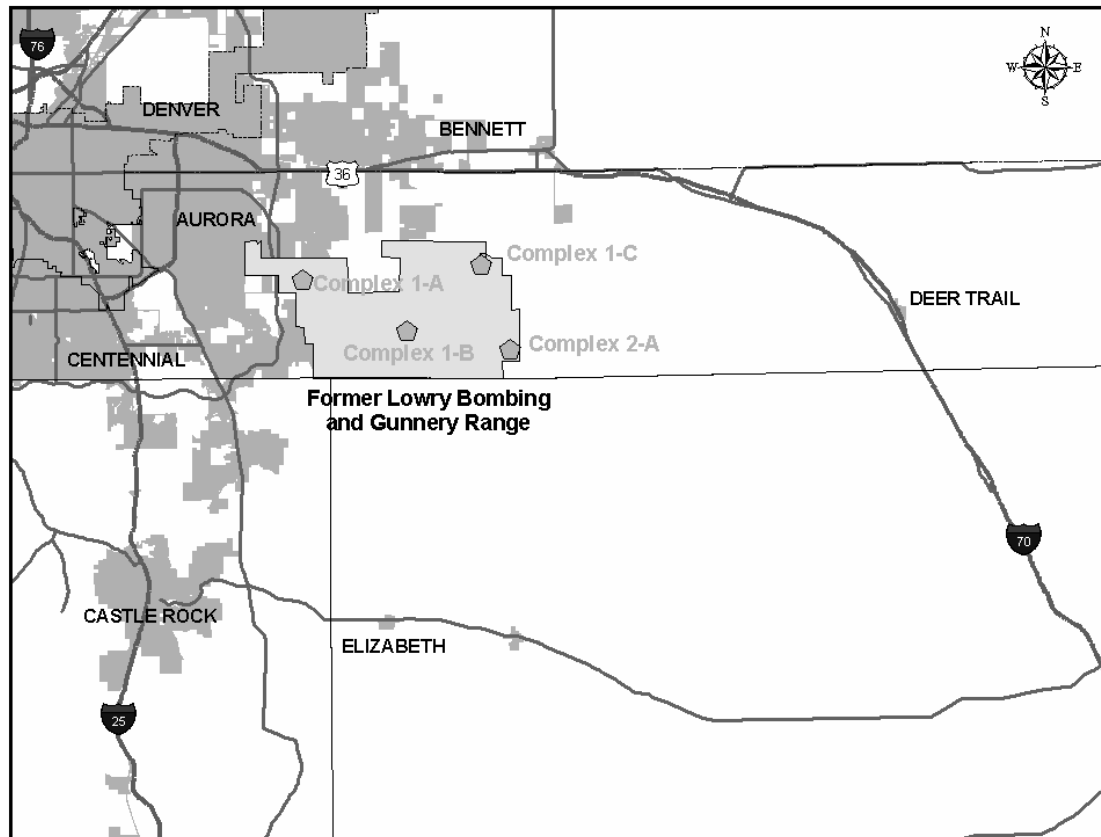 76
N
W E
S
DENVER
BENNETT
36
AURORA
Complex 1-C
Complex 1-A
DEER TRAIL
Complex 1-B
Complex 2-A
CENTENNIAL
Former Lowry Bombing
and Gunnery Range
70
CASTLE ROCK
ELIZABETH
25